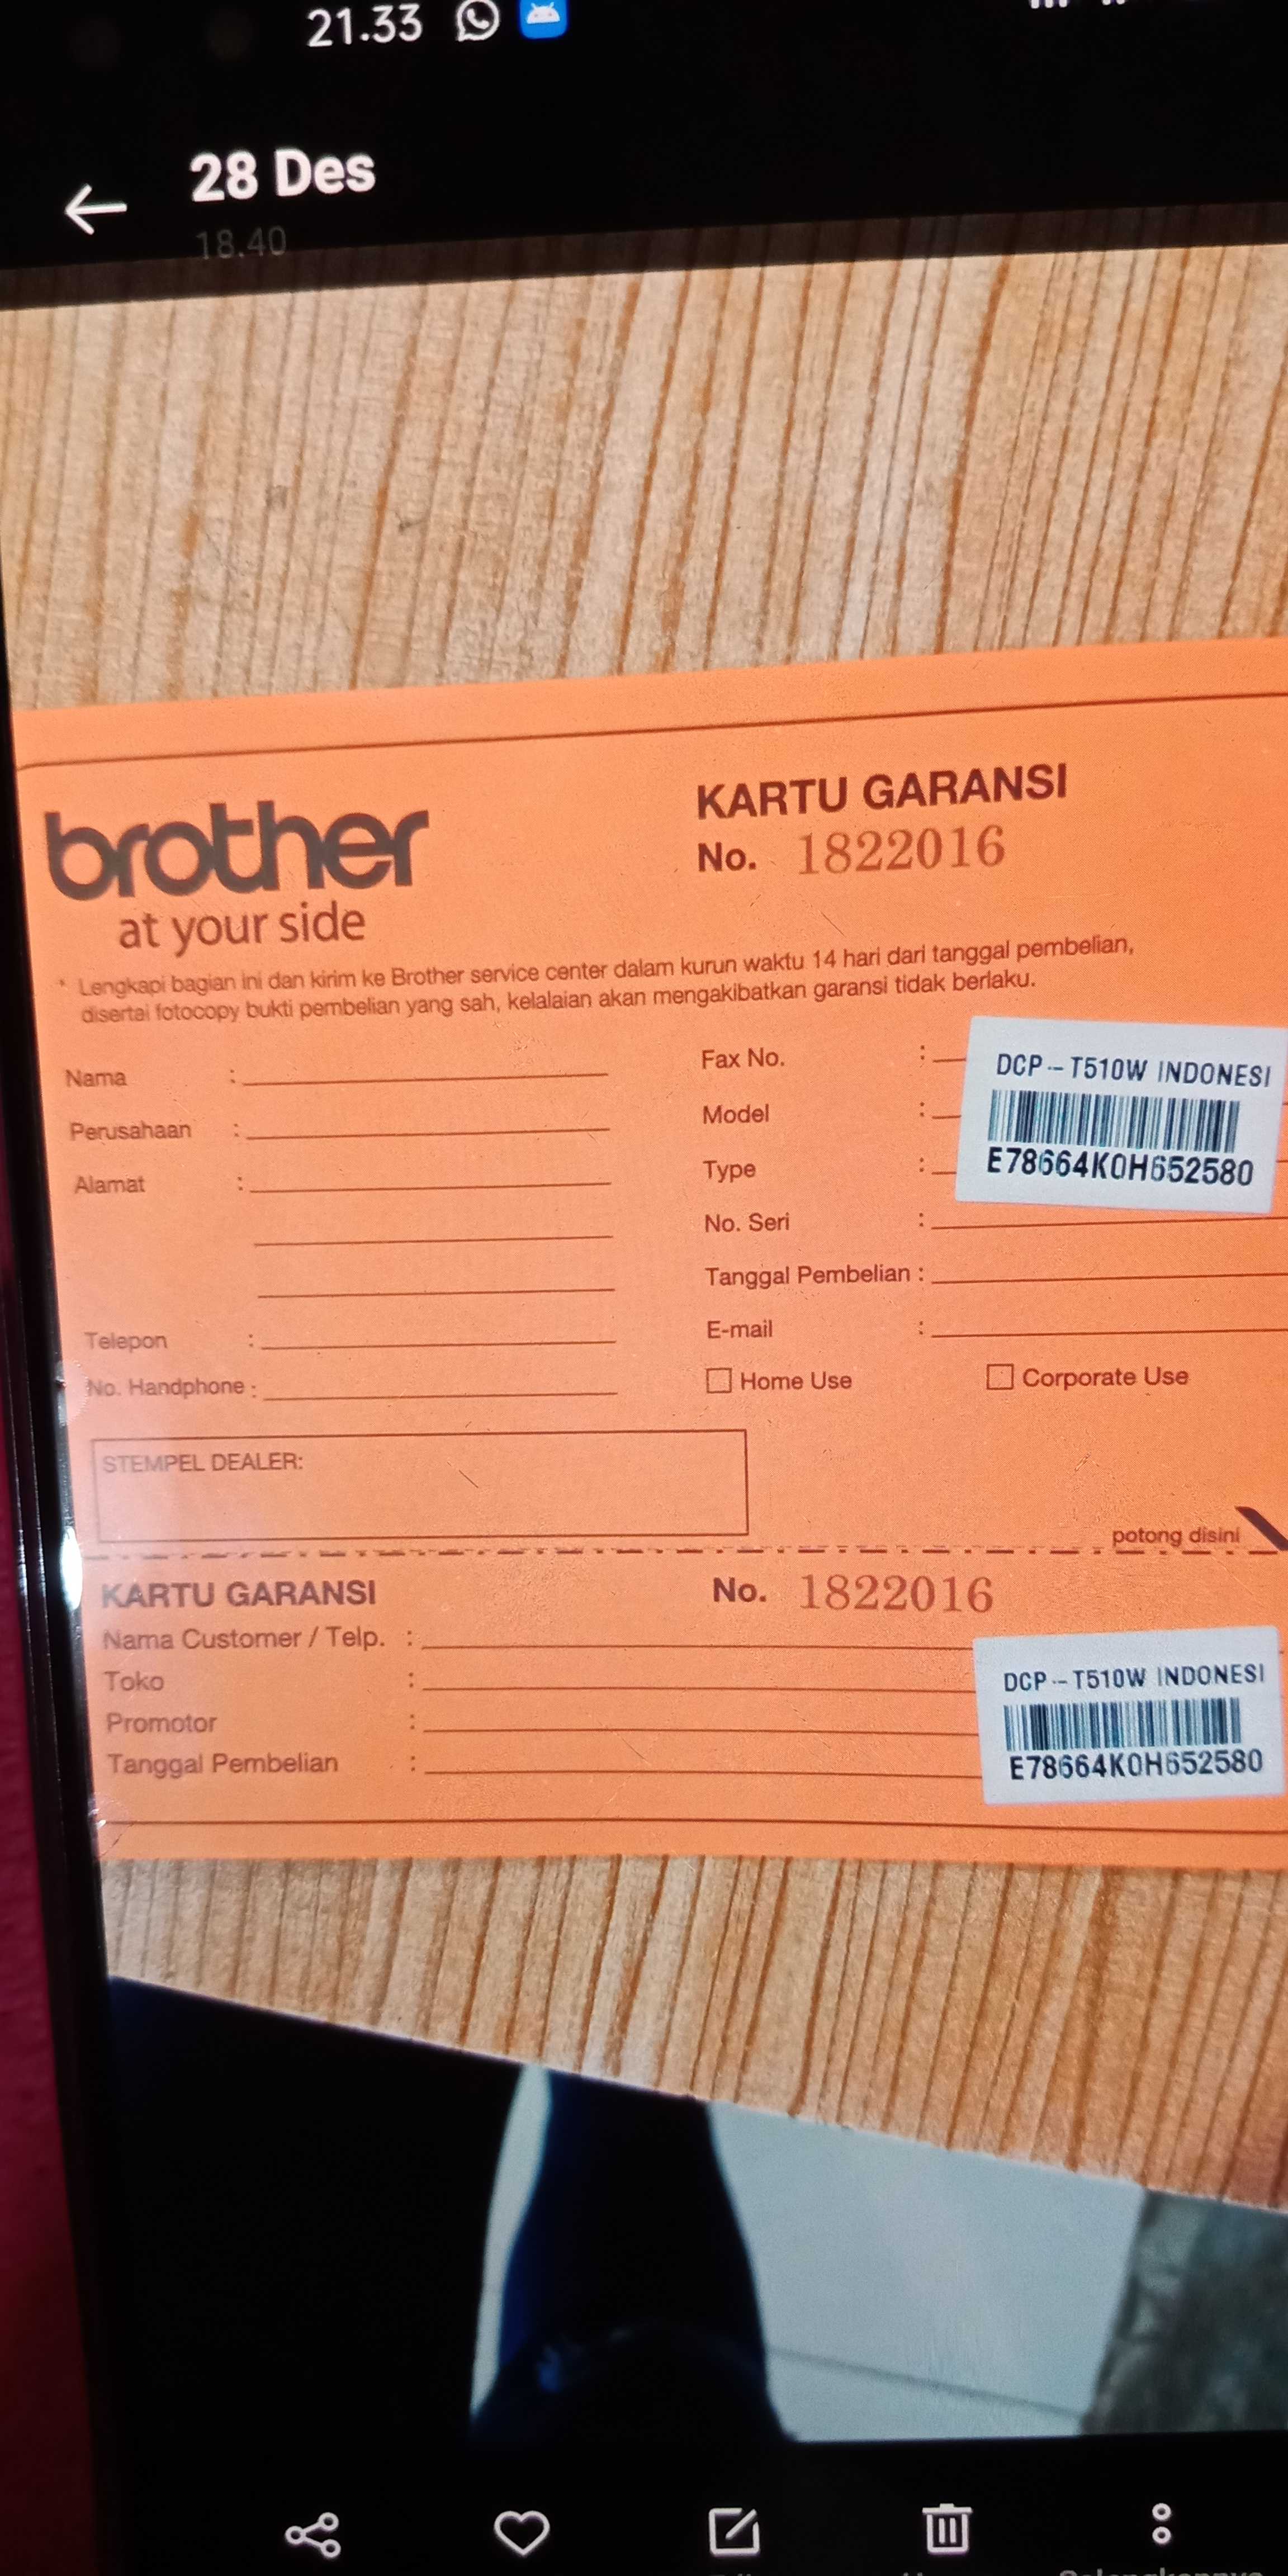 21.33
28 Des
18.40
brother
at your side
KARTU GARANSI
No. 1822016
* Lengkapi bagian ini dan kirim ke Brother service center dalam kurun waktu 14 hari dari tanggal pembelian,
disertai fotocopy bukti pembelian yang sah, kelalaian akan mengakibatkan garansi tidak berlaku.
Nama :
Perusahaan :
Alamat :
Telepon :
No. Handphone :
Fax No. :
Model :
Type :
No. Seri :
Tanggal Pembelian :
E-mail :
Home Use
Corporate Use
DCP-T510W INDONESI
E78664K0H652580
STEMPEL DEALER:
potong disini
KARTU GARANSI
No. 1822016
Nama Customer / Telp. :
Toko :
Promotor :
Tanggal Pembelian :
DCP-T510W INDONESI
E78664K0H652580